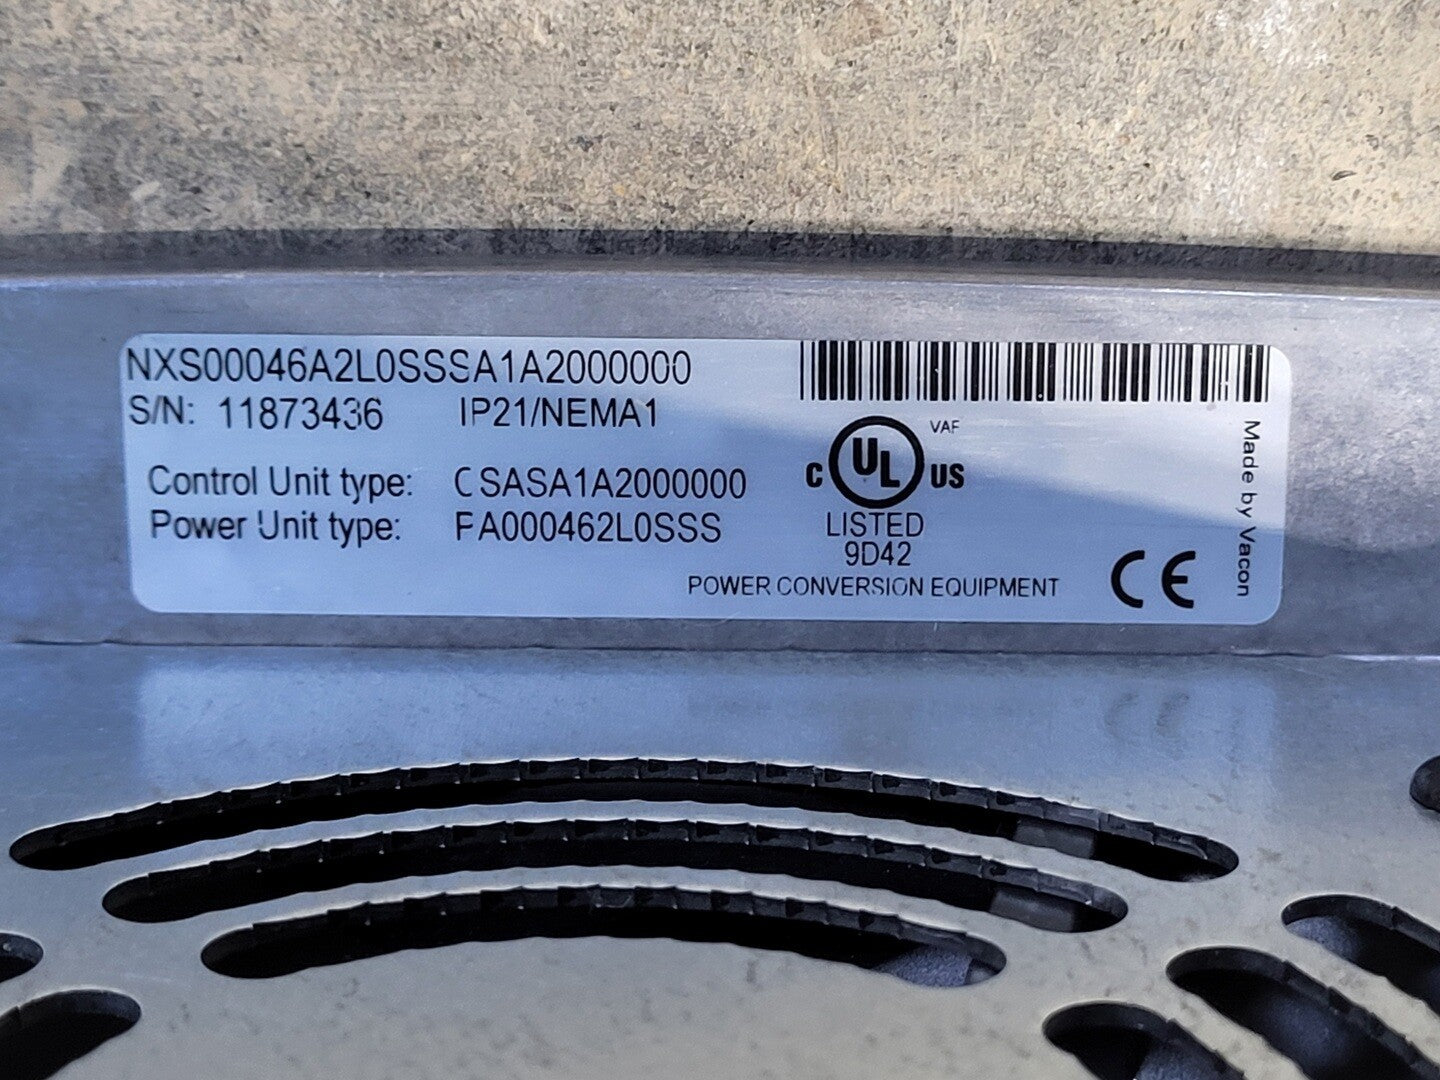 NXS00046A2L0SSSA1A2000000
S/N: 11873436 IP21/NEMA1
Control Unit type: CSASA1A2000000
Power Unit type: PA000462L0SSS
VAF
C UL US
LISTED
9D42
POWER CONVERSION EQUIPMENT
CE
Made by Vacon